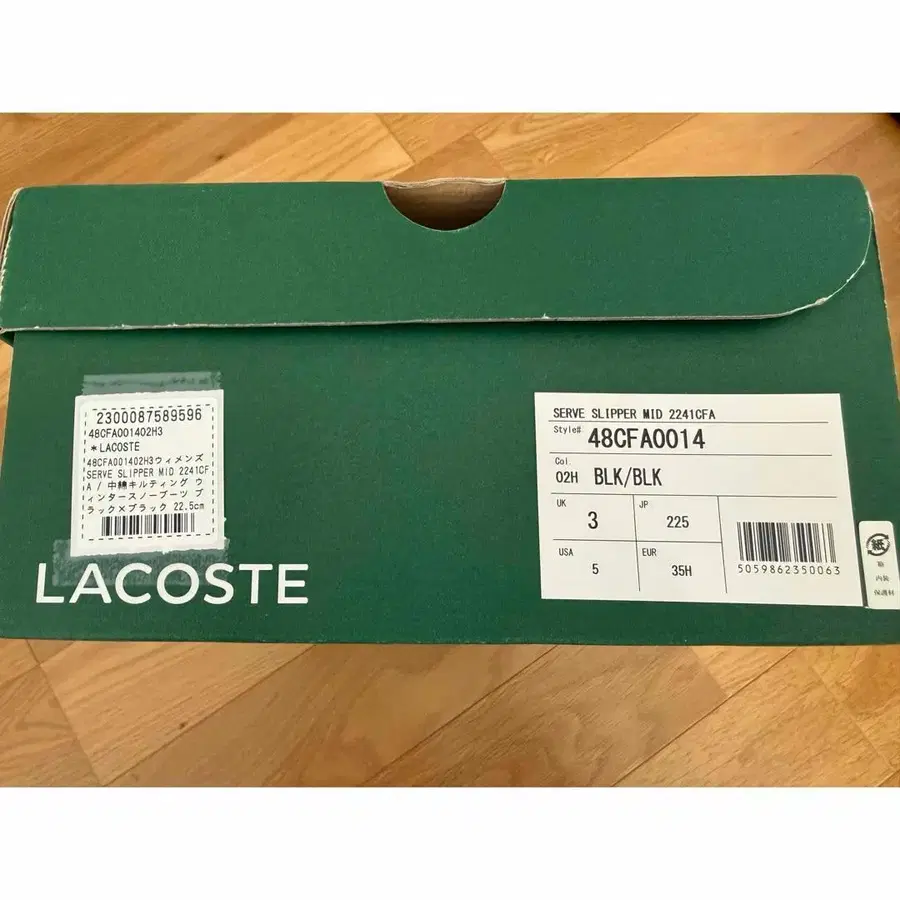 2300087589596
48CFA001402H3
*LACOSTE
48CFA001402H3ウィメンズ
SERVE SLIPPER MID 2241CF
A / 中綿キルティング ウ
ィンタースノーブーツ ブ
ラック×ブラック 22.5cm
LACOSTE
SERVE SLIPPER MID 2241CFA
Style# 48CFA0014
Col.
02H BLK/BLK
UK 3 JP 225
USA 5 EUR 35H
5059862350063
紙
箱
内装
保護材